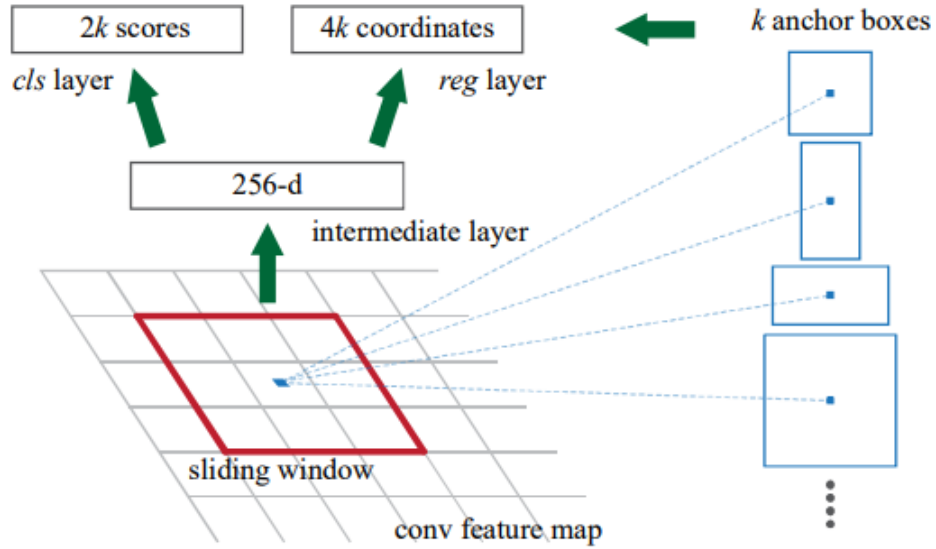 2k scores
4k coordinates
k anchor boxes
cls layer
reg layer
256-d
intermediate layer
sliding window
conv feature map